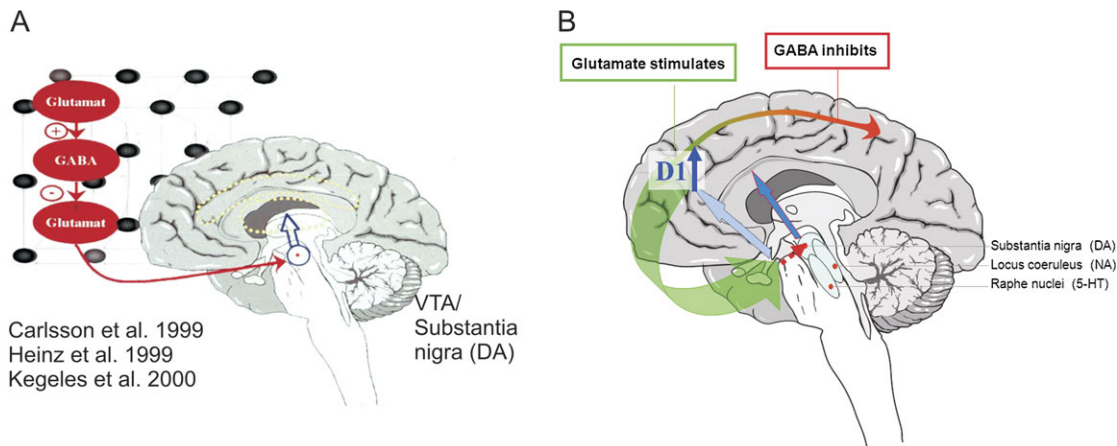 A
Glutamat
+
GABA
-
Glutamat
Carlsson et al. 1999
Heinz et al. 1999
Kegeles et al. 2000
VTA/
Substantia
nigra (DA)
B
Glutamate stimulates
GABA inhibits
D1
Substantia nigra (DA)
Locus coeruleus (NA)
Raphe nuclei (5-HT)